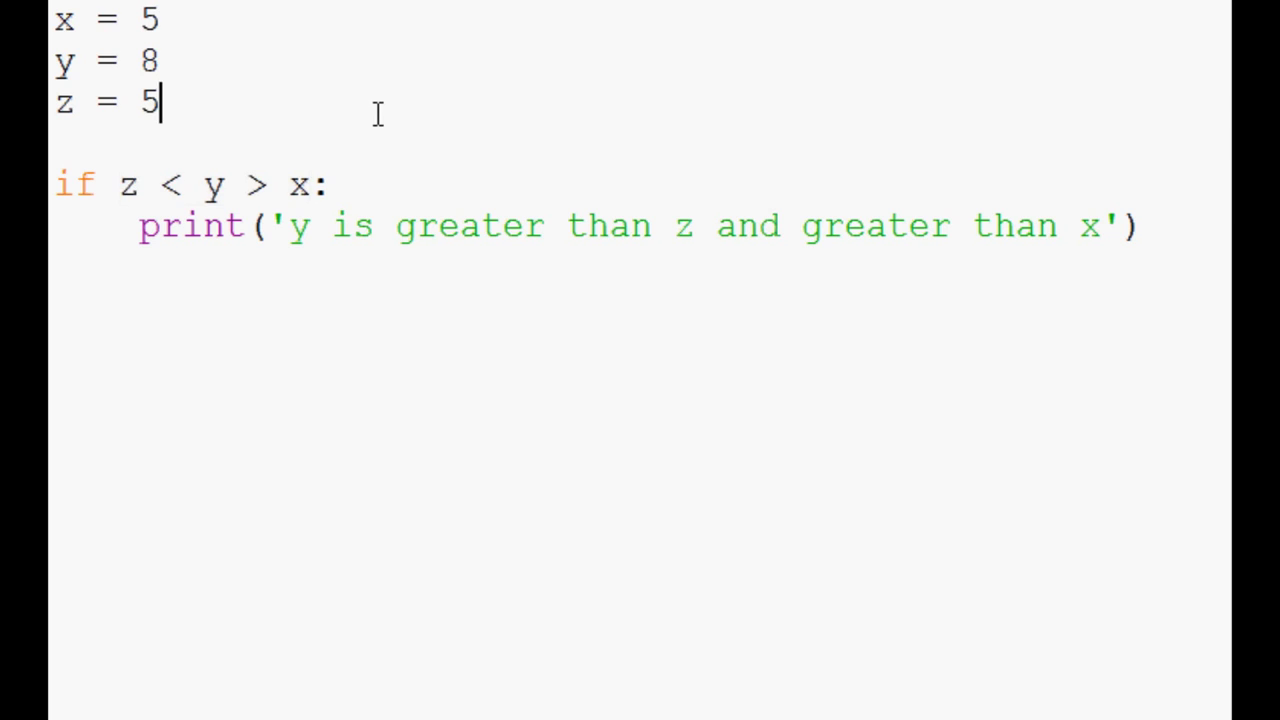 x = 5
y = 8
z = 5
if z < y > x:
    print('y is greater than z and greater than x')